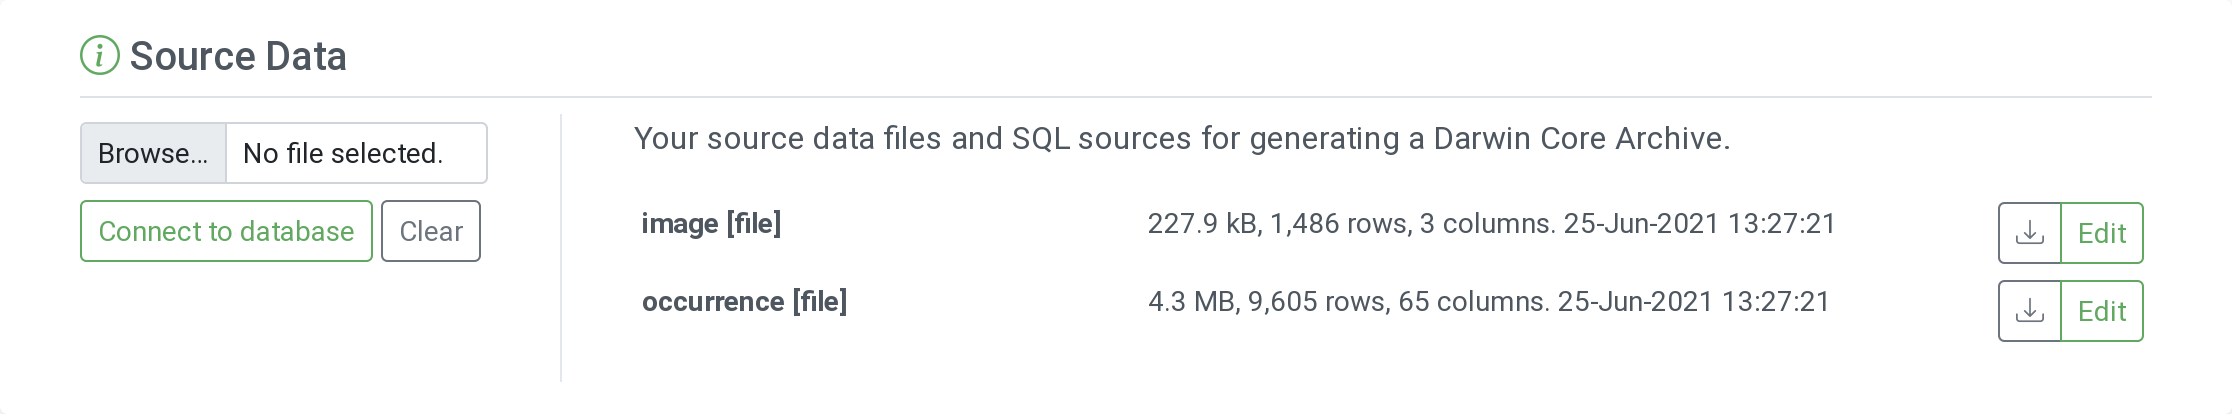 Source Data
Browse... No file selected.
Connect to database Clear
Your source data files and SQL sources for generating a Darwin Core Archive.
image [file] 227.9 kB, 1,486 rows, 3 columns. 25-Jun-2021 13:27:21 Edit
occurrence [file] 4.3 MB, 9,605 rows, 65 columns. 25-Jun-2021 13:27:21 Edit